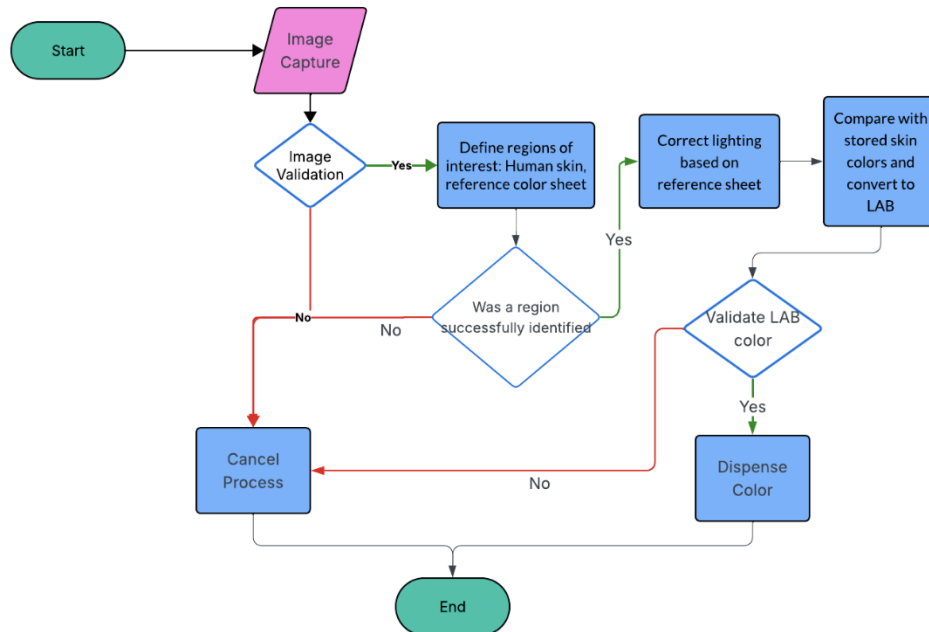 Start
Image
Capture
Image
Validation
Yes
Define regions of
interest: Human skin,
reference color sheet
Correct lighting
based on
reference sheet
Compare with
stored skin
colors and
convert to
LAB
Yes
Was a region
successfully identified
No
No
Validate LAB
color
Yes
Cancel
Process
No
Dispense
Color
End